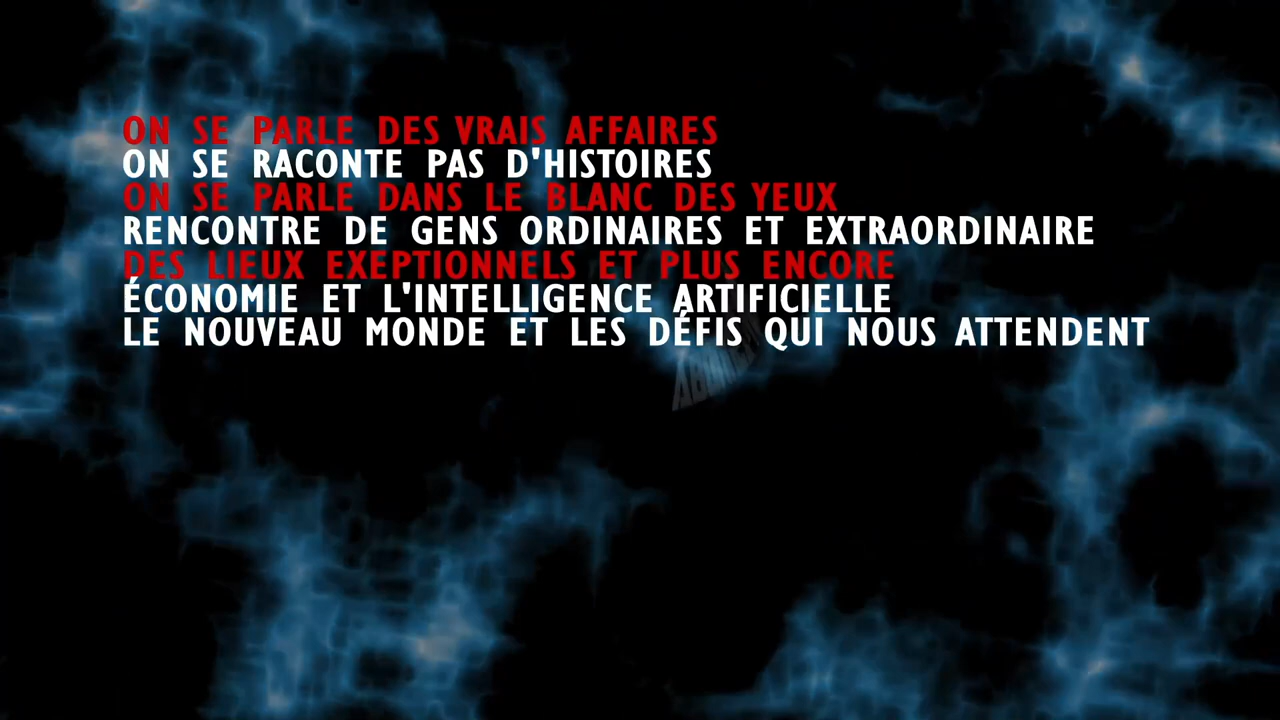 ON SE PARLE DES VRAIS AFFAIRES
ON SE RACONTE PAS D'HISTOIRES
ON SE PARLE DANS LE BLANC DES YEUX
RENCONTRE DE GENS ORDINAIRES ET EXTRAORDINAIRE
DES LIEUX EXEPTIONNELS ET PLUS ENCORE
ÉCONOMIE ET L'INTELLIGENCE ARTIFICIELLE
LE NOUVEAU MONDE ET LES DÉFIS QUI NOUS ATTENDENT